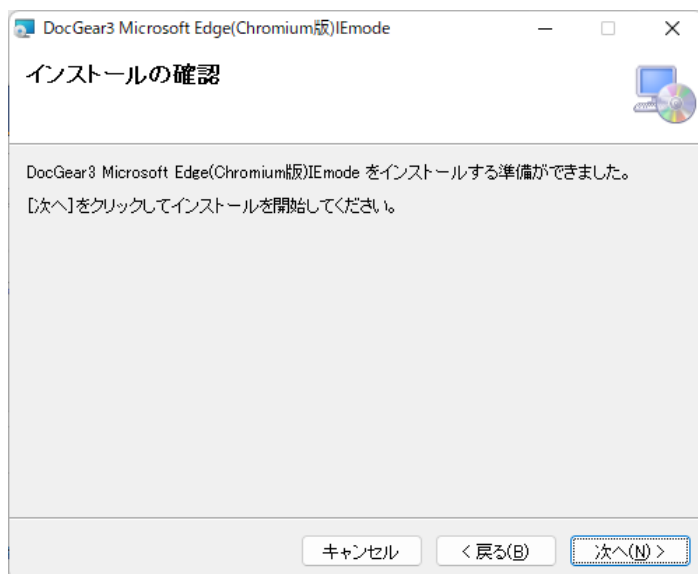 DocGear3 Microsoft Edge(Chromium版)IEmode
インストールの確認
DocGear3 Microsoft Edge(Chromium版)IEmode をインストールする準備ができました。
[次へ]をクリックしてインストールを開始してください。
キャンセル
< 戻る(B)
次へ(N) >